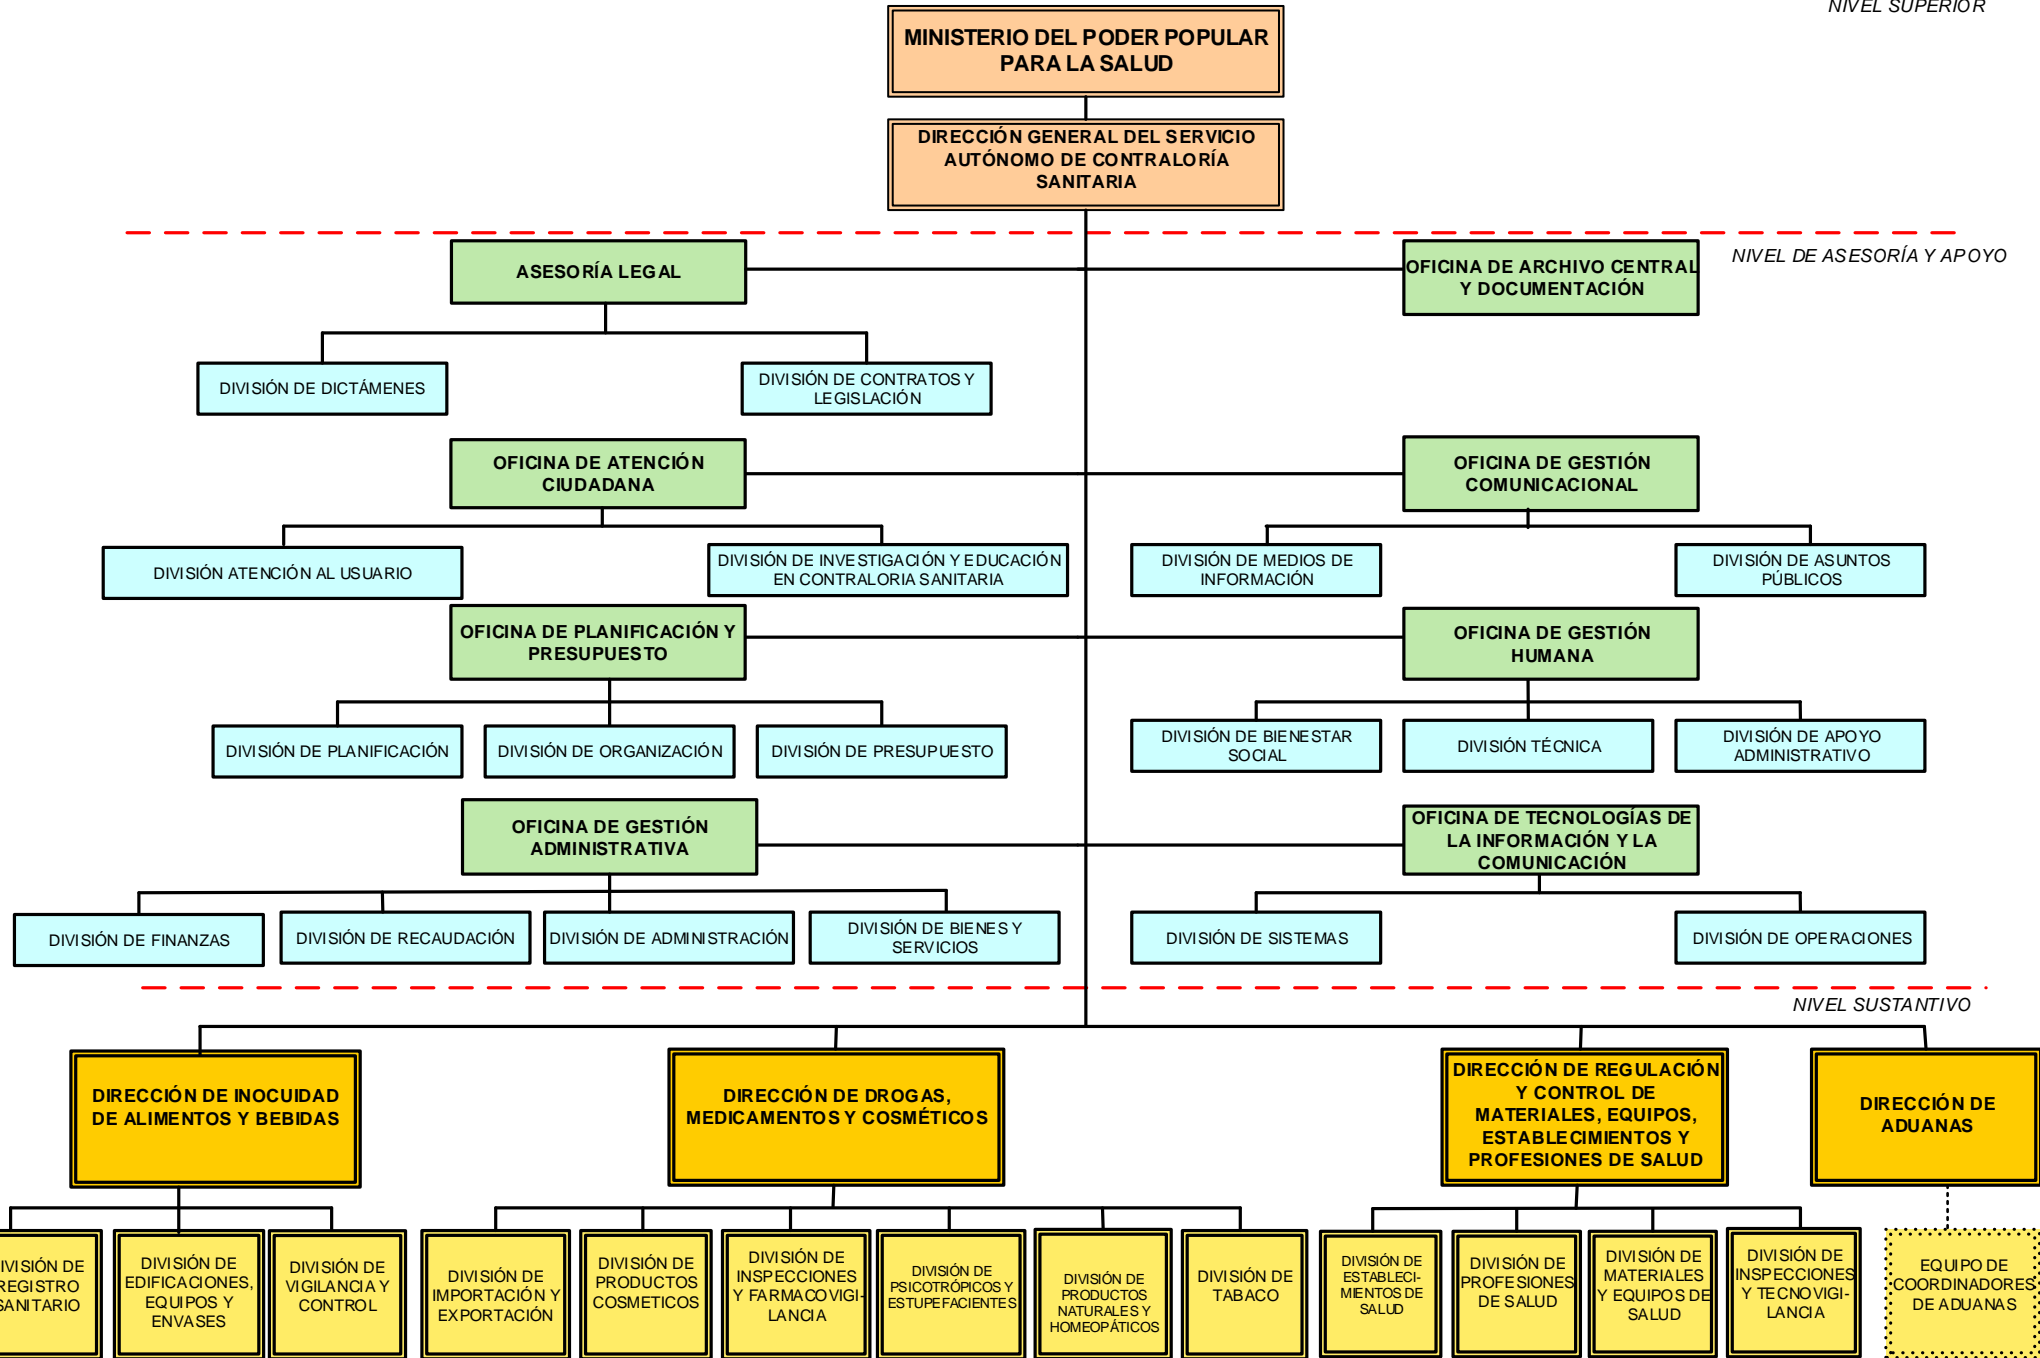 NIVEL SUPERIOR
MINISTERIO DEL PODER POPULAR
PARA LA SALUD
DIRECCIÓN GENERAL DEL SERVICIO
AUTÓNOMO DE CONTRALORÍA
SANITARIA
NIVEL DE ASESORÍA Y APOYO
ASESORÍA LEGAL
OFICINA DE ARCHIVO CENTRAL
Y DOCUMENTACIÓN
DIVISIÓN DE DICTÁMENES
DIVISIÓN DE CONTRATOS Y
LEGISLACIÓN
OFICINA DE ATENCIÓN
CIUDADANA
OFICINA DE GESTIÓN
COMUNICACIONAL
DIVISIÓN ATENCIÓN AL USUARIO
DIVISIÓN DE INVESTIGACIÓN Y EDUCACIÓN
EN CONTRALORIA SANITARIA
DIVISIÓN DE MEDIOS DE
INFORMACIÓN
DIVISIÓN DE ASUNTOS
PÚBLICOS
OFICINA DE PLANIFICACIÓN Y
PRESUPUESTO
OFICINA DE GESTIÓN
HUMANA
DIVISIÓN DE PLANIFICACIÓN
DIVISIÓN DE ORGANIZACIÓN
DIVISIÓN DE PRESUPUESTO
DIVISIÓN DE BIENESTAR
SOCIAL
DIVISIÓN TÉCNICA
DIVISIÓN DE APOYO
ADMINISTRATIVO
OFICINA DE GESTIÓN
ADMINISTRATIVA
OFICINA DE TECNOLOGÍAS DE
LA INFORMACIÓN Y LA
COMUNICACIÓN
DIVISIÓN DE FINANZAS
DIVISIÓN DE RECAUDACIÓN
DIVISIÓN DE ADMINISTRACIÓN
DIVISIÓN DE BIENES Y
SERVICIOS
DIVISIÓN DE SISTEMAS
DIVISIÓN DE OPERACIONES
NIVEL SUSTANTIVO
DIRECCIÓN DE INOCUIDAD
DE ALIMENTOS Y BEBIDAS
DIRECCIÓN DE DROGAS,
MEDICAMENTOS Y COSMÉTICOS
DIRECCIÓN DE REGULACIÓN
Y CONTROL DE
MATERIALES, EQUIPOS,
ESTABLECIMIENTOS Y
PROFESIONES DE SALUD
DIRECCIÓN DE
ADUANAS
DIVISIÓN DE
REGISTRO
SANITARIO
DIVISIÓN DE
EDIFICACIONES,
EQUIPOS Y
ENVASES
DIVISIÓN DE
VIGILANCIA Y
CONTROL
DIVISIÓN DE
IMPORTACIÓN Y
EXPORTACIÓN
DIVISIÓN DE
PRODUCTOS
COSMETICOS
DIVISIÓN DE
INSPECCIONES
Y FARMACOVIGI-
LANCIA
DIVISIÓN DE
PSICOTRÓPICOS Y
ESTUPEFACIENTES
DIVISIÓN DE
PRODUCTOS
NATURALES Y
HOMEOPÁTICOS
DIVISIÓN DE
TABACO
DIVISIÓN DE
ESTABLECI-
MIENTOS DE
SALUD
DIVISIÓN DE
PROFESIONES
DE SALUD
DIVISIÓN DE
MATERIALES
Y EQUIPOS DE
SALUD
DIVISIÓN DE
INSPECCIONES
Y TECNOVIGI-
LANCIA
EQUIPO DE
COORDINADORES
DE ADUANAS